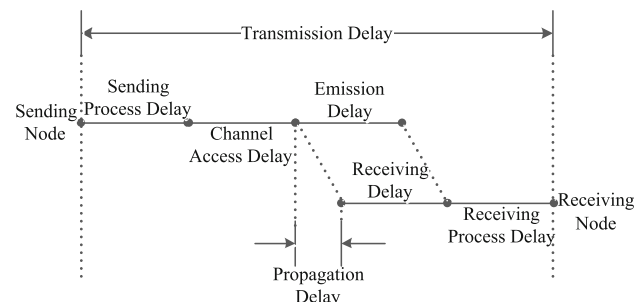 Transmission Delay
Sending
Process Delay
Emission
Delay
Sending
Node
Channel
Access Delay
Receiving
Delay
Receiving
Node
Receiving
Process Delay
Propagation
Delay